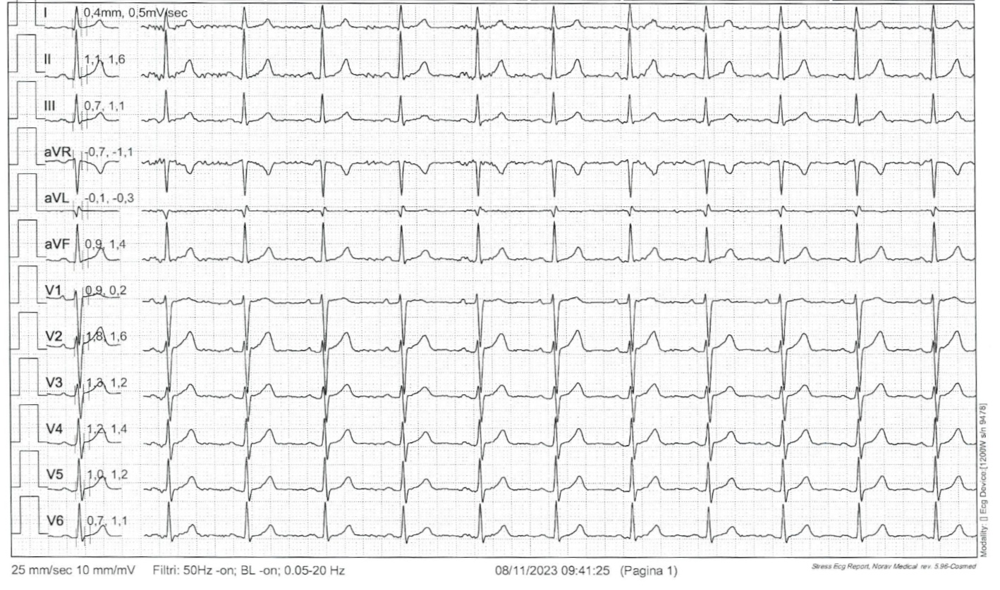 I 0,4mm, 0,5mV/sec
II 1,1, 1,6
III 0,7, 1,1
aVR -0,7, -1,1
aVL -0,1, -0,3
aVF 0,9, 1,4
V1 0,9, 0,2
V2 1,8, 1,6
V3 1,3, 1,2
V4 1,2, 1,4
V5 1,0, 1,2
V6 0,7, 1,1
Modality: [] Ecg Device:[1200W s/n 9478]
25 mm/sec 10 mm/mV Filtri: 50Hz -on; BL -on; 0.05-20 Hz 08/11/2023 09:41:25 (Pagina 1) Stress Ecg Report, Norav Medical rev. 5.96-Cosmed